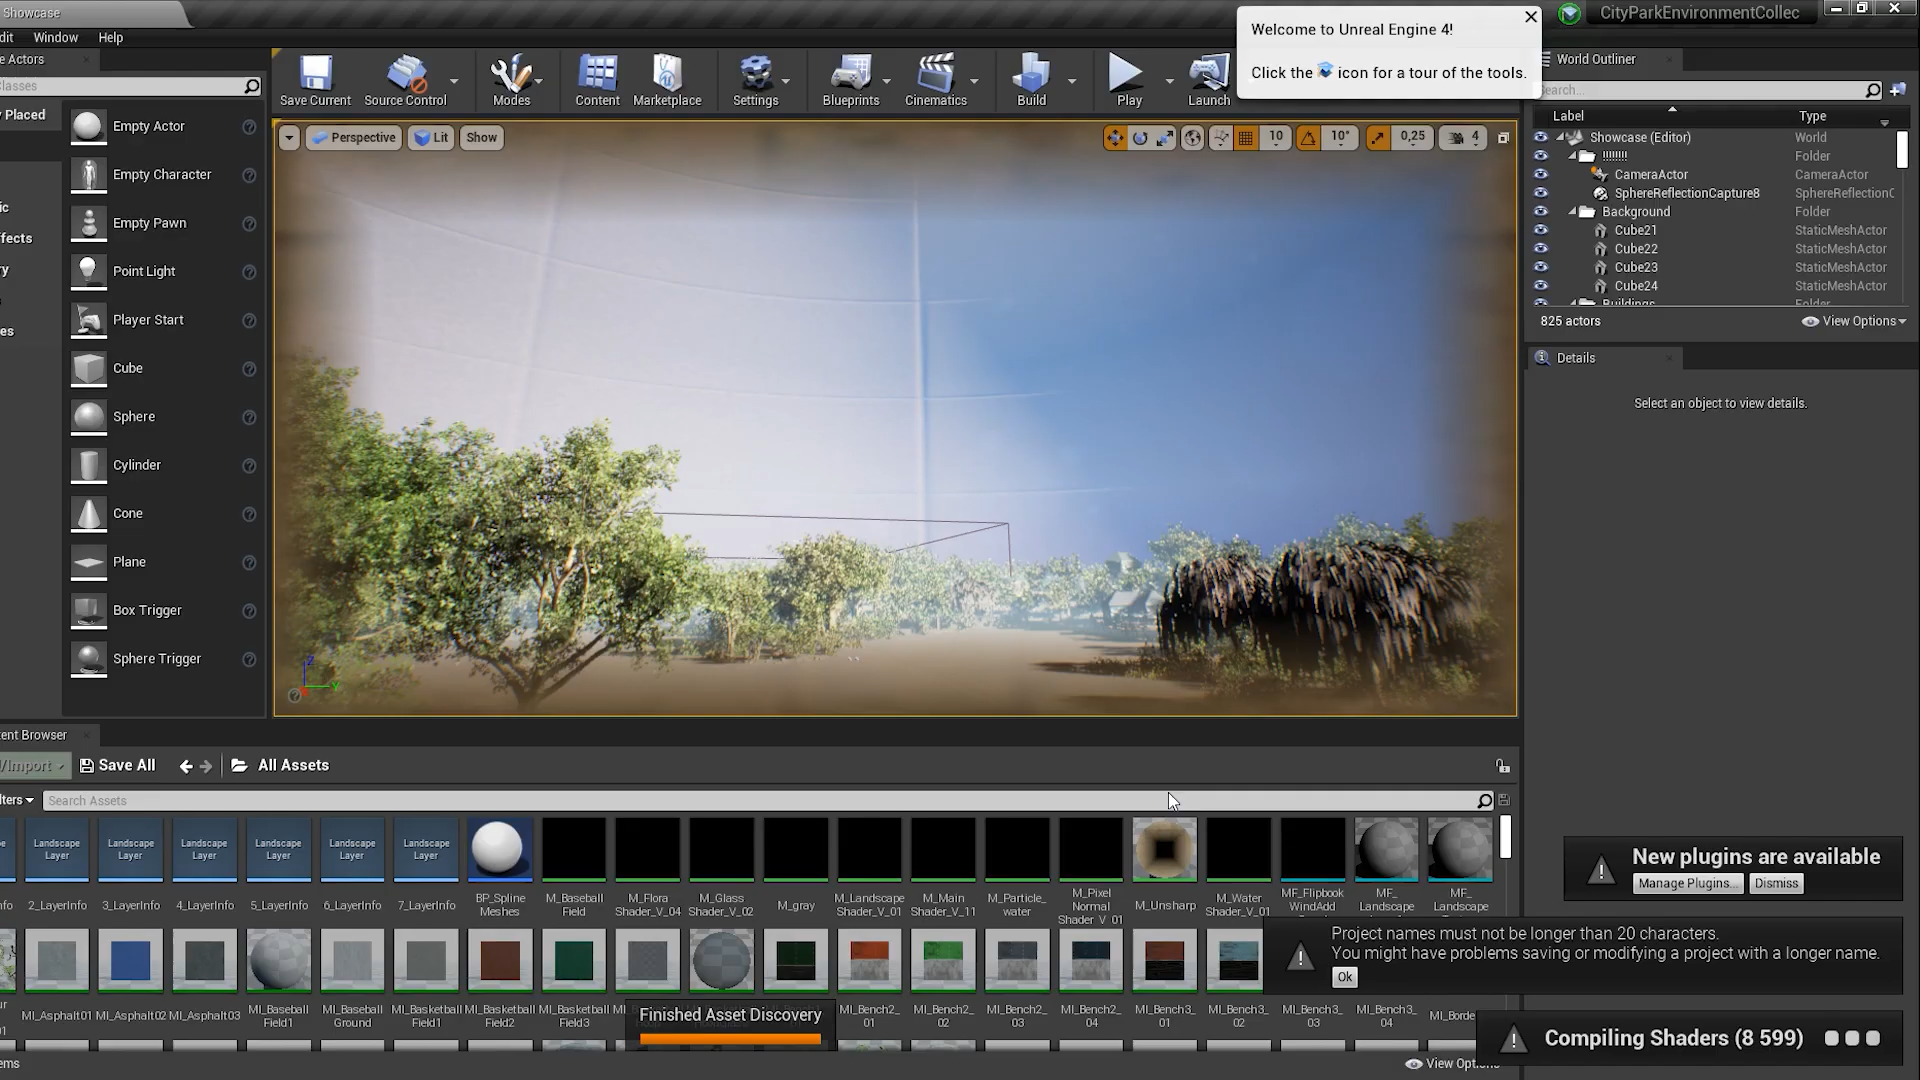 Showcase
CityParkEnvironmentCollec
Window
Help
Welcome to Unreal Engine 4!
Click the icon for a tour of the tools.
Save Current
Source Control
Modes
Content
Marketplace
Settings
Blueprints
Cinematics
Build
Play
Launch
Actors
Placed
Empty Actor
Empty Character
Empty Pawn
Point Light
Player Start
Cube
Sphere
Cylinder
Cone
Plane
Box Trigger
Sphere Trigger
Perspective
Lit
Show
10
10°
0,25
4
World Outliner
Search...
Label
Type
Showcase (Editor)
World
!!!!!!!!
Folder
CameraActor
CameraActor
SphereReflectionCapture8
SphereReflectionC
Background
Folder
Cube21
StaticMeshActor
Cube22
StaticMeshActor
Cube23
StaticMeshActor
Cube24
StaticMeshActor
Buildings
Folder
825 actors
View Options
Details
Select an object to view details.
Browser
/Import
Save All
All Assets
Search Assets
Landscape Layer
Landscape Layer
Landscape Layer
Landscape Layer
Landscape Layer
Landscape Layer
2_LayerInfo
3_LayerInfo
4_LayerInfo
5_LayerInfo
6_LayerInfo
7_LayerInfo
BP_Spline Meshes
M_Baseball Field
M_Flora Shader_V_04
M_Glass Shader_V_02
M_gray
M_Landscape Shader_V_01
M_Main Shader_V_11
M_Particle_ water
M_Pixel Normal Shader_V_01
M_Unsharp
M_Water Shader_V_01
MF_Flipbook WindAdd
MF_ Landscape
MF_ Landscape
MI_Asphalt01
MI_Asphalt02
MI_Asphalt03
MI_Baseball Field1
MI_Baseball Ground
MI_Basketball Field1
MI_Basketball Field2
MI_Basketball Field3
MI_Bench2_ 01
MI_Bench2_ 02
MI_Bench2_ 03
MI_Bench2_ 04
MI_Bench3_ 01
MI_Bench3_ 02
MI_Bench3_ 03
MI_Bench3_ 04
MI_Borde
Finished Asset Discovery
New plugins are available
Manage Plugins...
Dismiss
Project names must not be longer than 20 characters.
You might have problems saving or modifying a project with a longer name.
Ok
Compiling Shaders (8 599)
View Options